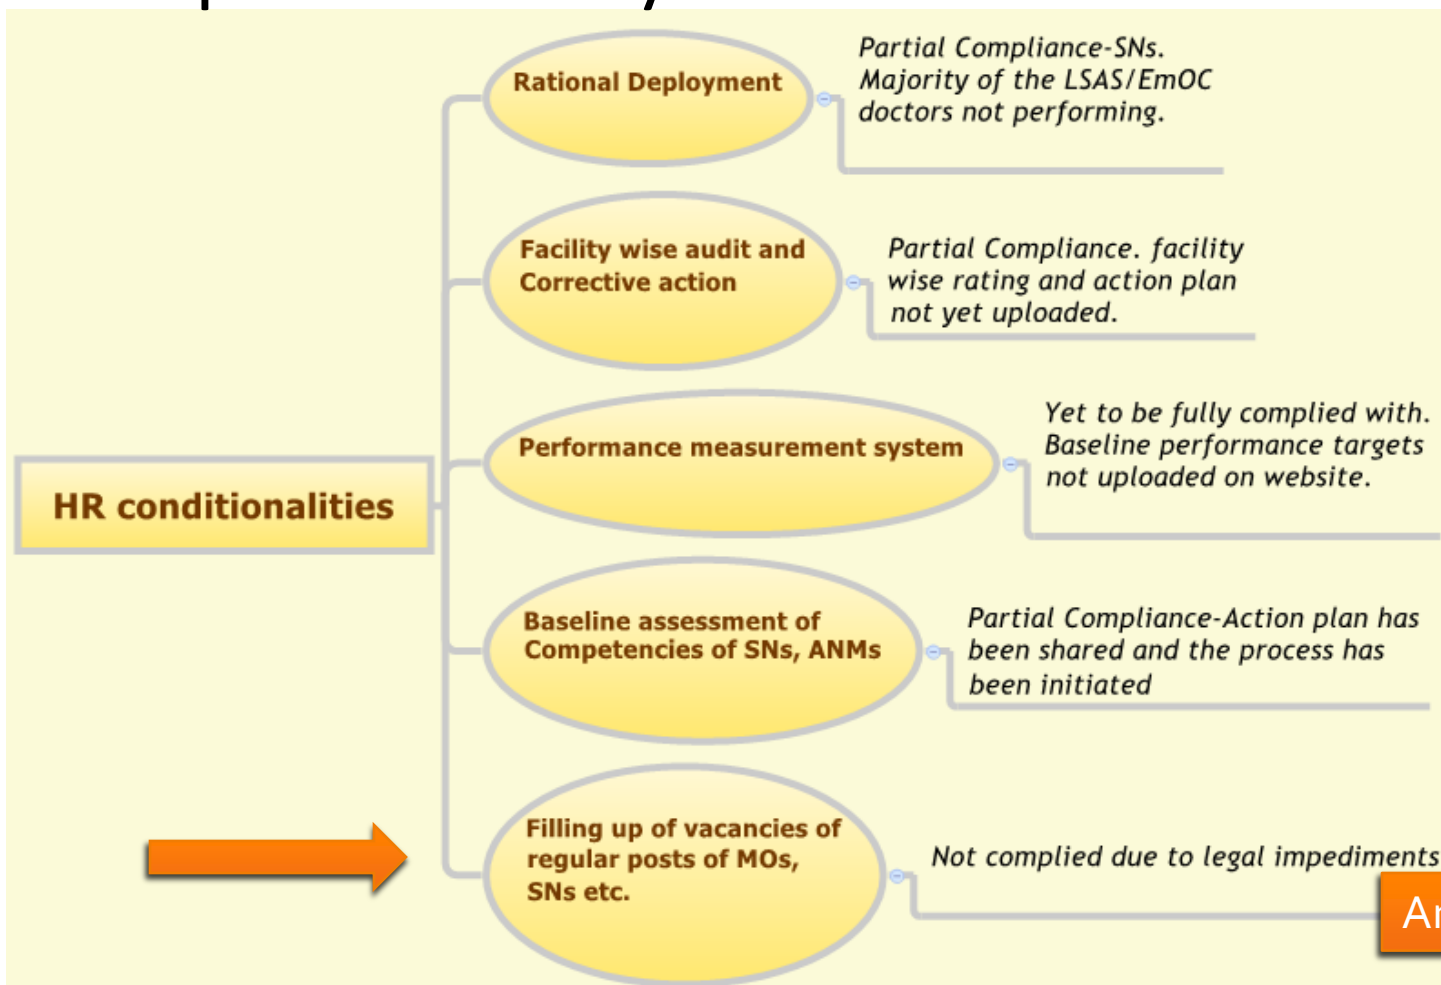 HR conditionalities
Rational Deployment
Partial Compliance-SNs.
Majority of the LSAS/EmOC
doctors not performing.
Facility wise audit and
Corrective action
Partial Compliance. facility
wise rating and action plan
not yet uploaded.
Performance measurement system
Yet to be fully complied with.
Baseline performance targets
not uploaded on website.
Baseline assessment of
Competencies of SNs, ANMs
Partial Compliance-Action plan has
been shared and the process has
been initiated
Filling up of vacancies of
regular posts of MOs,
SNs etc.
Not complied due to legal impediments